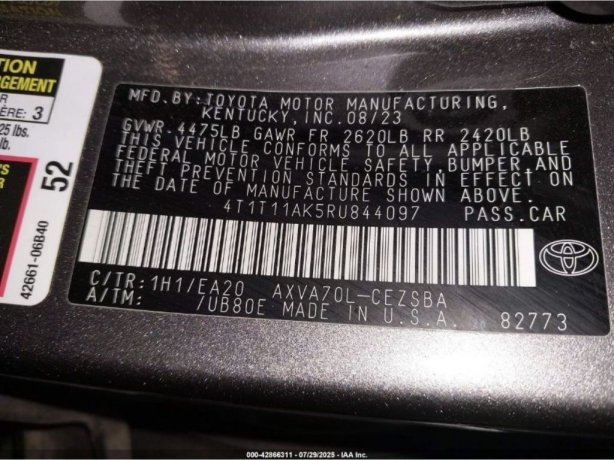 TION
RGEMENT
R
ÈRE: 3
25 lbs.
52
42661-06B40
MFD.BY:TOYOTA MOTOR MANUFACTURING,
KENTUCKY, INC.08/23
GVWR 4475LB GAWR FR 2620LB RR 2420LB
THIS VEHICLE CONFORMS TO ALL APPLICABLE
FEDERAL MOTOR VEHICLE SAFETY, BUMPER AND
THEFT PREVENTION STANDARDS IN EFFECT ON
THE DATE OF MANUFACTURE SHOWN ABOVE.
4T1T11AK5RU844097 PASS.CAR
C/TR: 1H1/EA20 AXVA70L-CEZSBA
A/TM: /UB80E MADE IN U.S.A.
82773
000-42866311 | 07/29/2025 - IAA Inc.